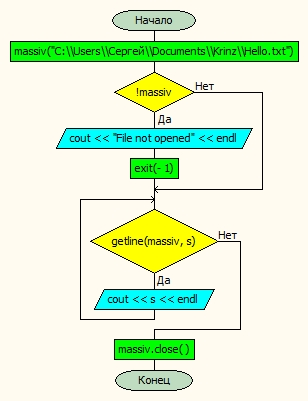 Начало
massiv("C:\\Users\\Сергей\\Documents\\Krinz\\Hello.txt")
!massiv
Нет
Да
cout << "File not opened" << endl
exit(- 1)
getline(massiv, s)
Нет
Да
cout << s << endl
massiv.close( )
Конец